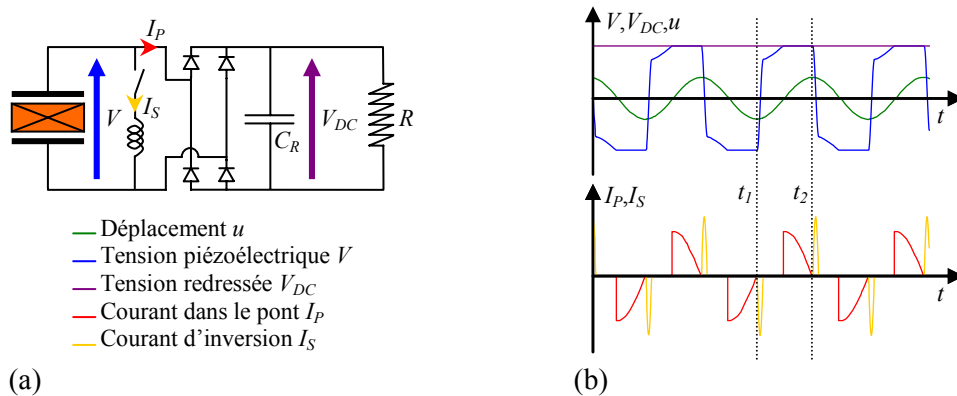 I_P
I_S
V
C_R
V_DC
R
Déplacement u
Tension piézoélectrique V
Tension redressée V_DC
Courant dans le pont I_P
Courant d'inversion I_S
(a)
V,V_DC,u
t
t_1
t_2
I_P,I_S
t
(b)